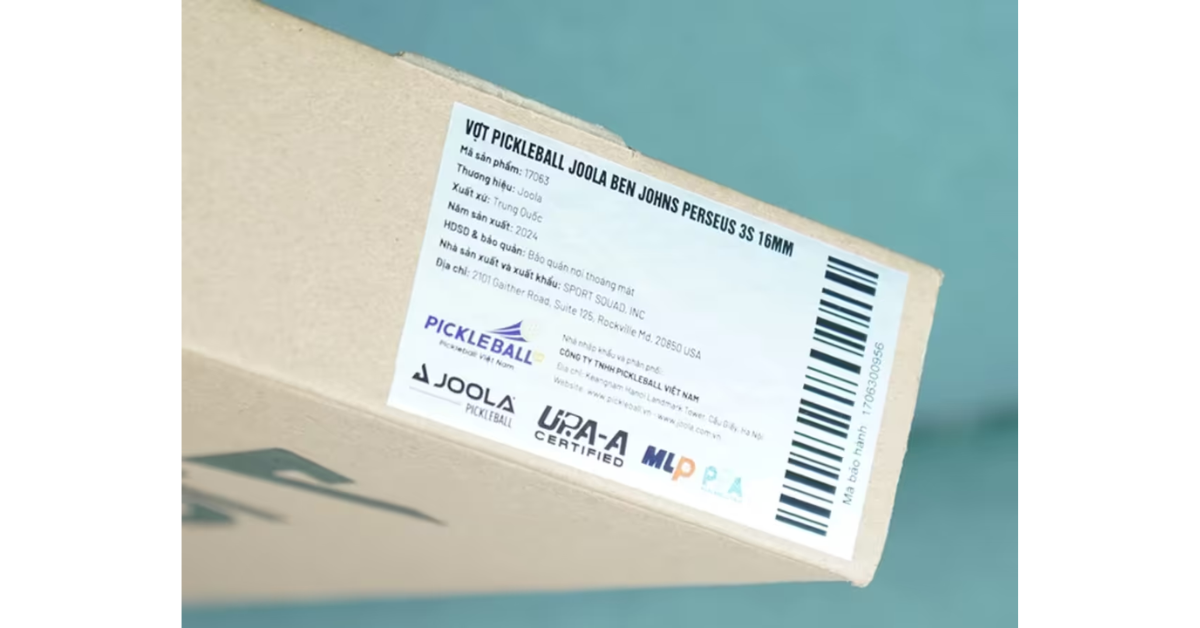 VỢT PICKLEBALL JOOLA BEN JOHNS PERSEUS 3S 16MM
Mã sản phẩm: 17063
Thương hiệu: Joola
Xuất xứ: Trung Quốc
Năm sản xuất: 2024
HDSD & bảo quản: Bảo quản nơi thoáng mát
Nhà sản xuất và xuất khẩu: SPORT SQUAD, INC
Địa chỉ: 2101 Gaither Road, Suite 125, Rockville Md, 20850 USA
PICKLEBALL
Pickleball Việt Nam
Nhà nhập khẩu và phân phối:
CÔNG TY TNHH PICKLEBALL VIỆT NAM
Địa chỉ: Keangnam Hanoi Landmark Tower, Cầu Giấy, Hà Nội
Website: www.pickleball.vn - www.joola.com.vn
JOOLA
PICKLEBALL
UPA-A
CERTIFIED
MLP
PPA
Mã bảo hành: 1706300956